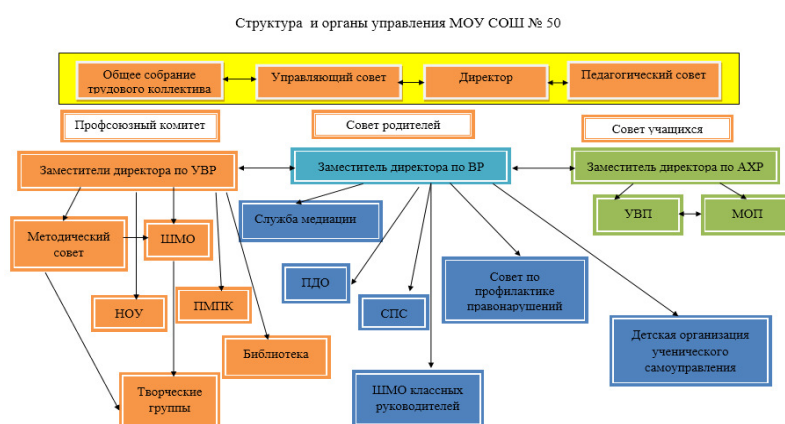 Структура и органы управления МОУ СОШ № 50
Общее собрание
трудового коллектива
Управляющий совет
Директор
Педагогический совет
Профсоюзный комитет
Совет родителей
Совет учащихся
Заместители директора по УВР
Заместитель директора по ВР
Заместитель директора по АХР
Служба медиации
УВП
МОП
Методический
совет
ШМО
ПДО
СПС
Совет по
профилактике
правонарушений
НОУ
ПМПК
Библиотека
Детская организация
ученического
самоуправления
Творческие
группы
ШМО классных
руководителей